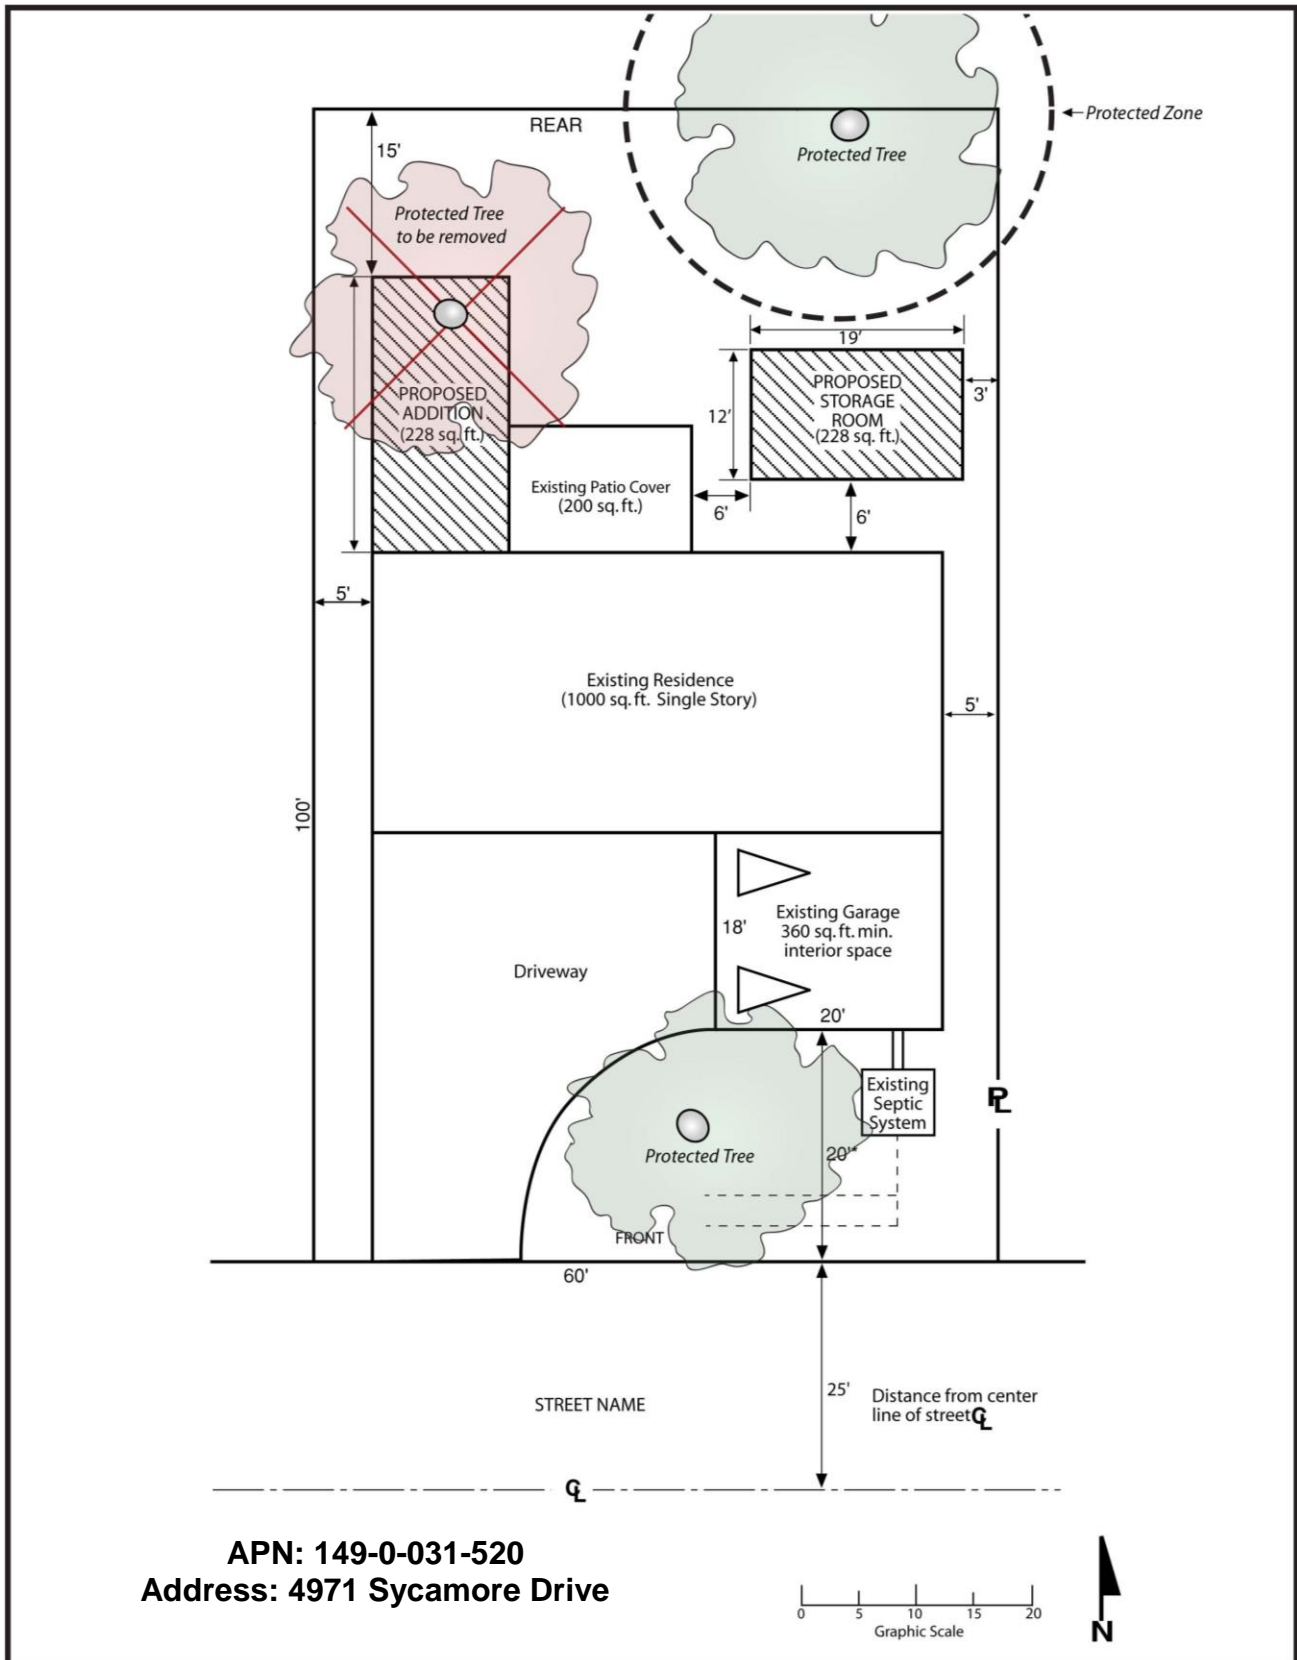 Protected Zone
REAR
Protected Tree
15'
Protected Tree
to be removed
19'
PROPOSED
STORAGE
ROOM
(228 sq. ft.)
3'
12'
PROPOSED
ADDITION
(228 sq. ft.)
Existing Patio Cover
(200 sq. ft.)
6'
6'
5'
Existing Residence
(1000 sq. ft. Single Story)
5'
100'
Existing Garage
360 sq. ft. min.
interior space
18'
Driveway
20'
Existing
Septic
System
PL
Protected Tree
20'*
FRONT
60'
25'
Distance from center
line of street CL
STREET NAME
CL
APN: 149-0-031-520
Address: 4971 Sycamore Drive
0 5 10 15 20
Graphic Scale
N